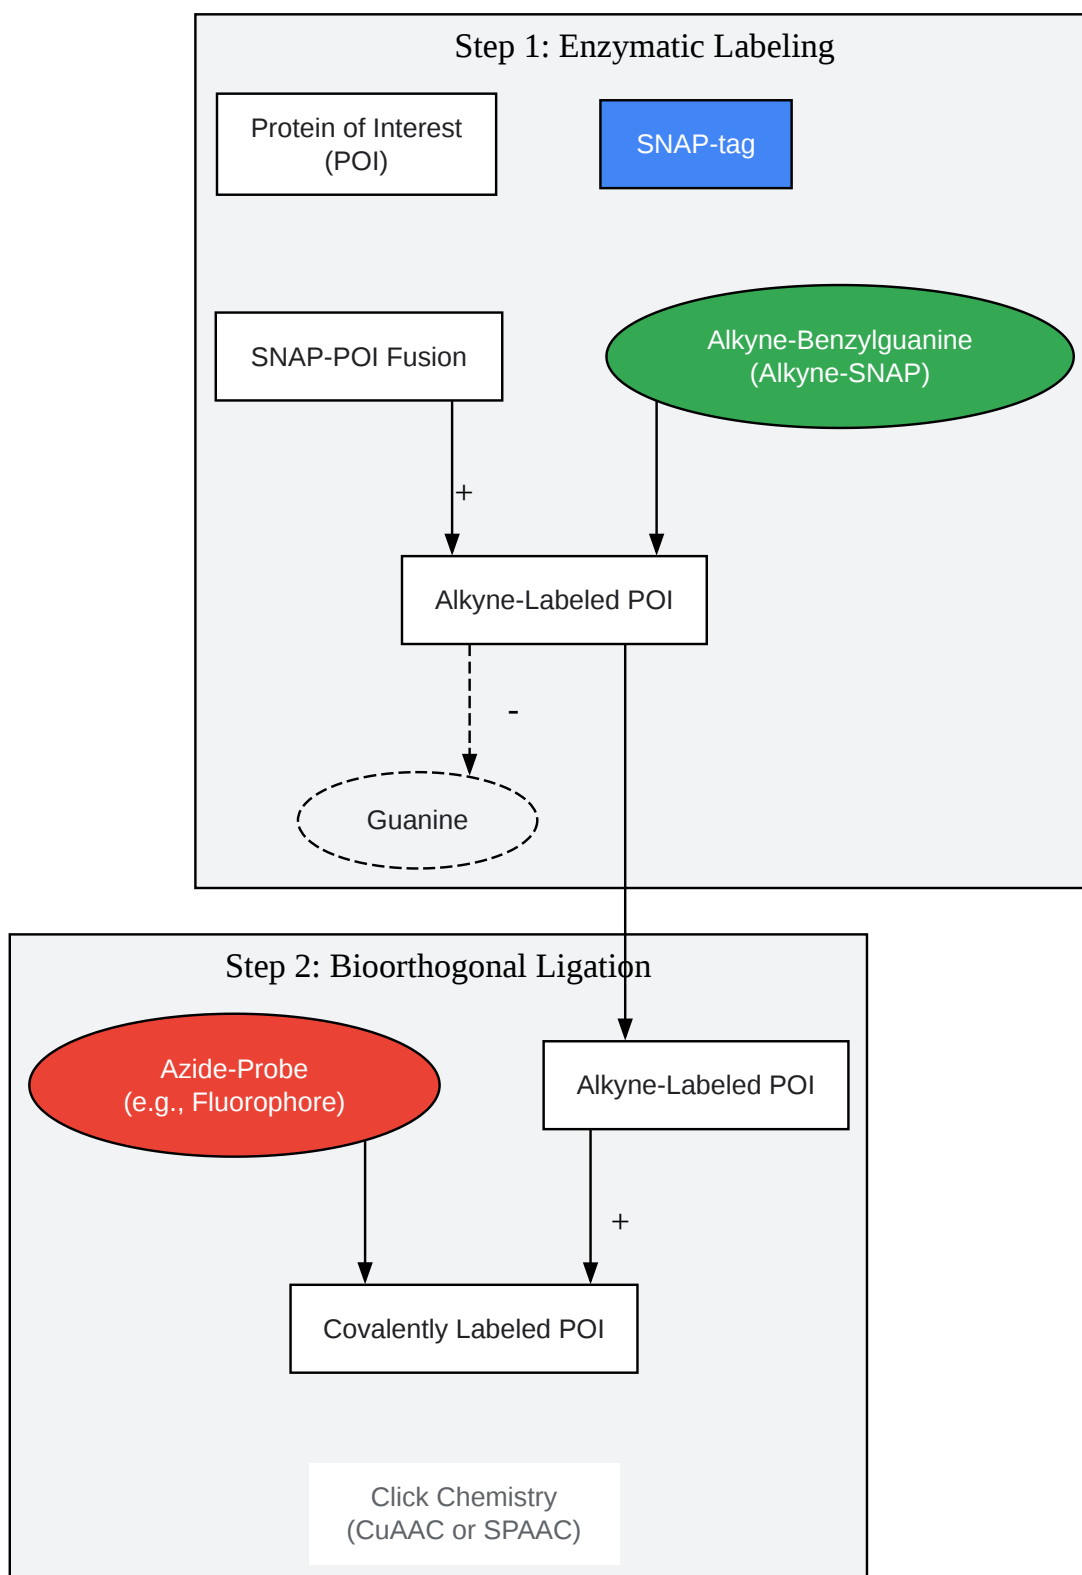 Step 1: Enzymatic Labeling
Protein of Interest
(POI)
SNAP-tag
SNAP-POI Fusion
Alkyne-Benzylguanine
(Alkyne-SNAP)
+
Alkyne-Labeled POI
-
Guanine
Step 2: Bioorthogonal Ligation
Azide-Probe
(e.g., Fluorophore)
Alkyne-Labeled POI
+
Covalently Labeled POI
Click Chemistry
(CuAAC or SPAAC)